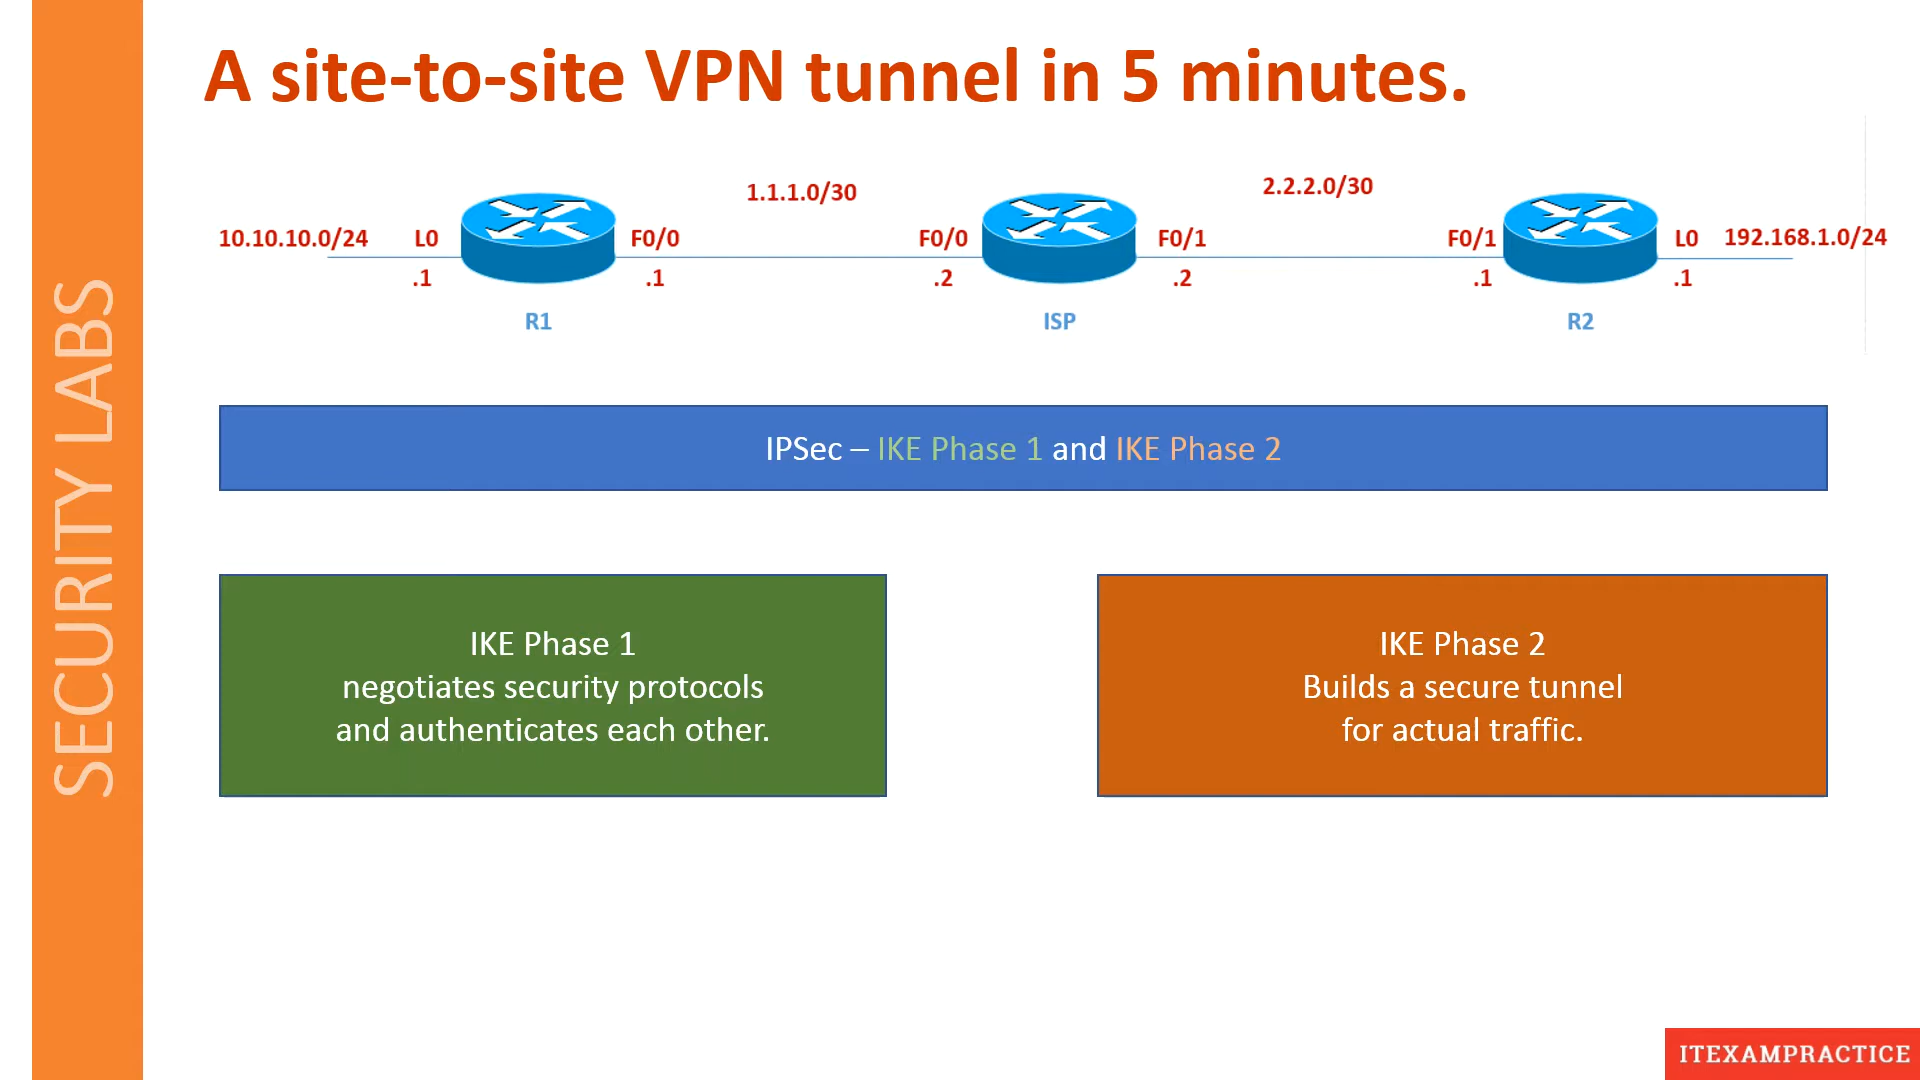 SECURITY LABS
A site-to-site VPN tunnel in 5 minutes.
1.1.1.0/30
2.2.2.0/30
10.10.10.0/24 L0 F0/0 F0/0 F0/1 F0/1 L0 192.168.1.0/24
.1 .1 .2 .2 .1 .1
R1 ISP R2
IPSec – IKE Phase 1 and IKE Phase 2
IKE Phase 1
negotiates security protocols
and authenticates each other.
IKE Phase 2
Builds a secure tunnel
for actual traffic.
ITEXAMPRACTICE